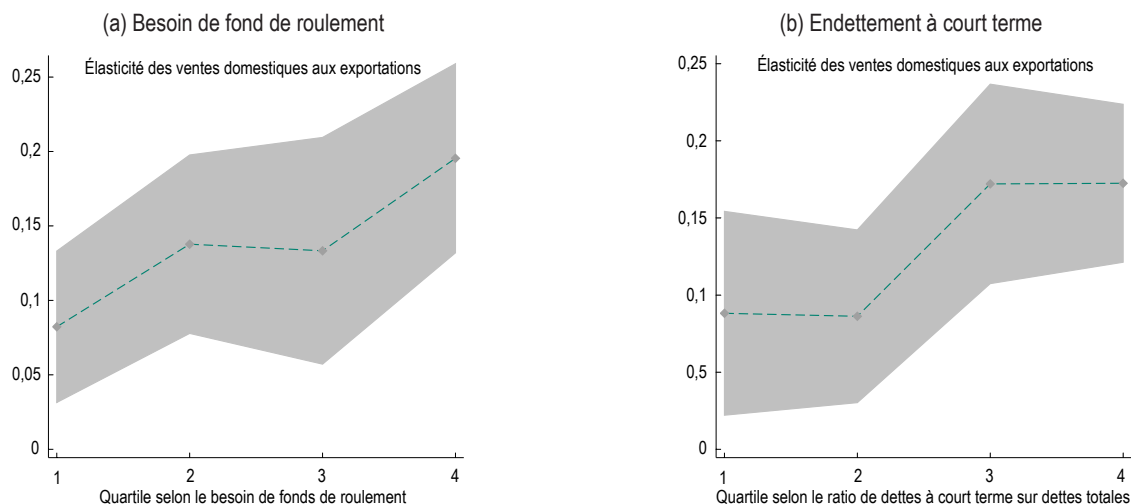 (a) Besoin de fond de roulement
Élasticité des ventes domestiques aux exportations
0,25
0,2
0,15
0,1
0,05
0
1 2 3 4
Quartile selon le besoin de fonds de roulement
(b) Endettement à court terme
Élasticité des ventes domestiques aux exportations
0,25
0,2
0,15
0,1
0,5
0
1 2 3 4
Quartile selon le ratio de dettes à court terme sur dettes totales